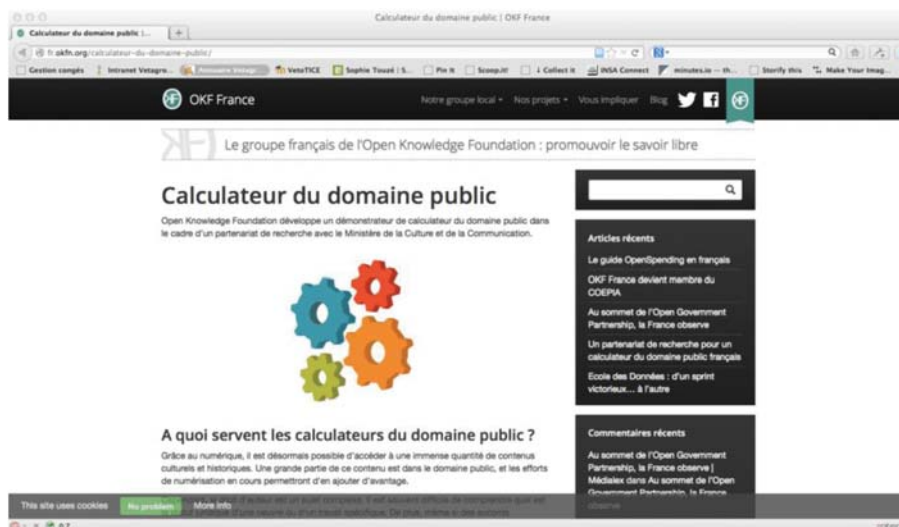 Calculateur du domaine public | OKF France
Calculateur du domaine public |...
fr.okfn.org/calculateur-du-domaine-public/
Gestion congés
Intranet Vetagro...
VetoTICE
Sophie Touzé | S...
Pin It
Scoop.it!
↓ Collect it
INSA Connect
minutes.io — th...
Storify this
Make Your Imag...
OKF France
Notre groupe local
Nos projets
Vous impliquer
Blog
Le groupe français de l'Open Knowledge Foundation : promouvoir le savoir libre
Calculateur du domaine public
Open Knowledge Foundation développe un démonstrateur de calculateur du domaine public dans
le cadre d'un partenariat de recherche avec le Ministère de la Culture et de la Communication.
A quoi servent les calculateurs du domaine public ?
Grâce au numérique, il est désormais possible d'accéder à une immense quantité de contenus
culturels et historiques. Une grande partie de ce contenu est dans le domaine public, et les efforts
de numérisation en cours permettront d'en ajouter d'avantage.
Articles récents
Le guide OpenSpending en français
OKF France devient membre du
COEPIA
Au sommet de l'Open Government
Partnership, la France observe
Un partenariat de recherche pour un
calculateur du domaine public français
Ecole des Données : d'un sprint
victorieux... à l'autre
Commentaires récents
Au sommet de l'Open Government
Partnership, la France observe |
Médialex dans Au sommet de l'Open
Government Partnership, la France
observe
This site uses cookies
No problem
More info